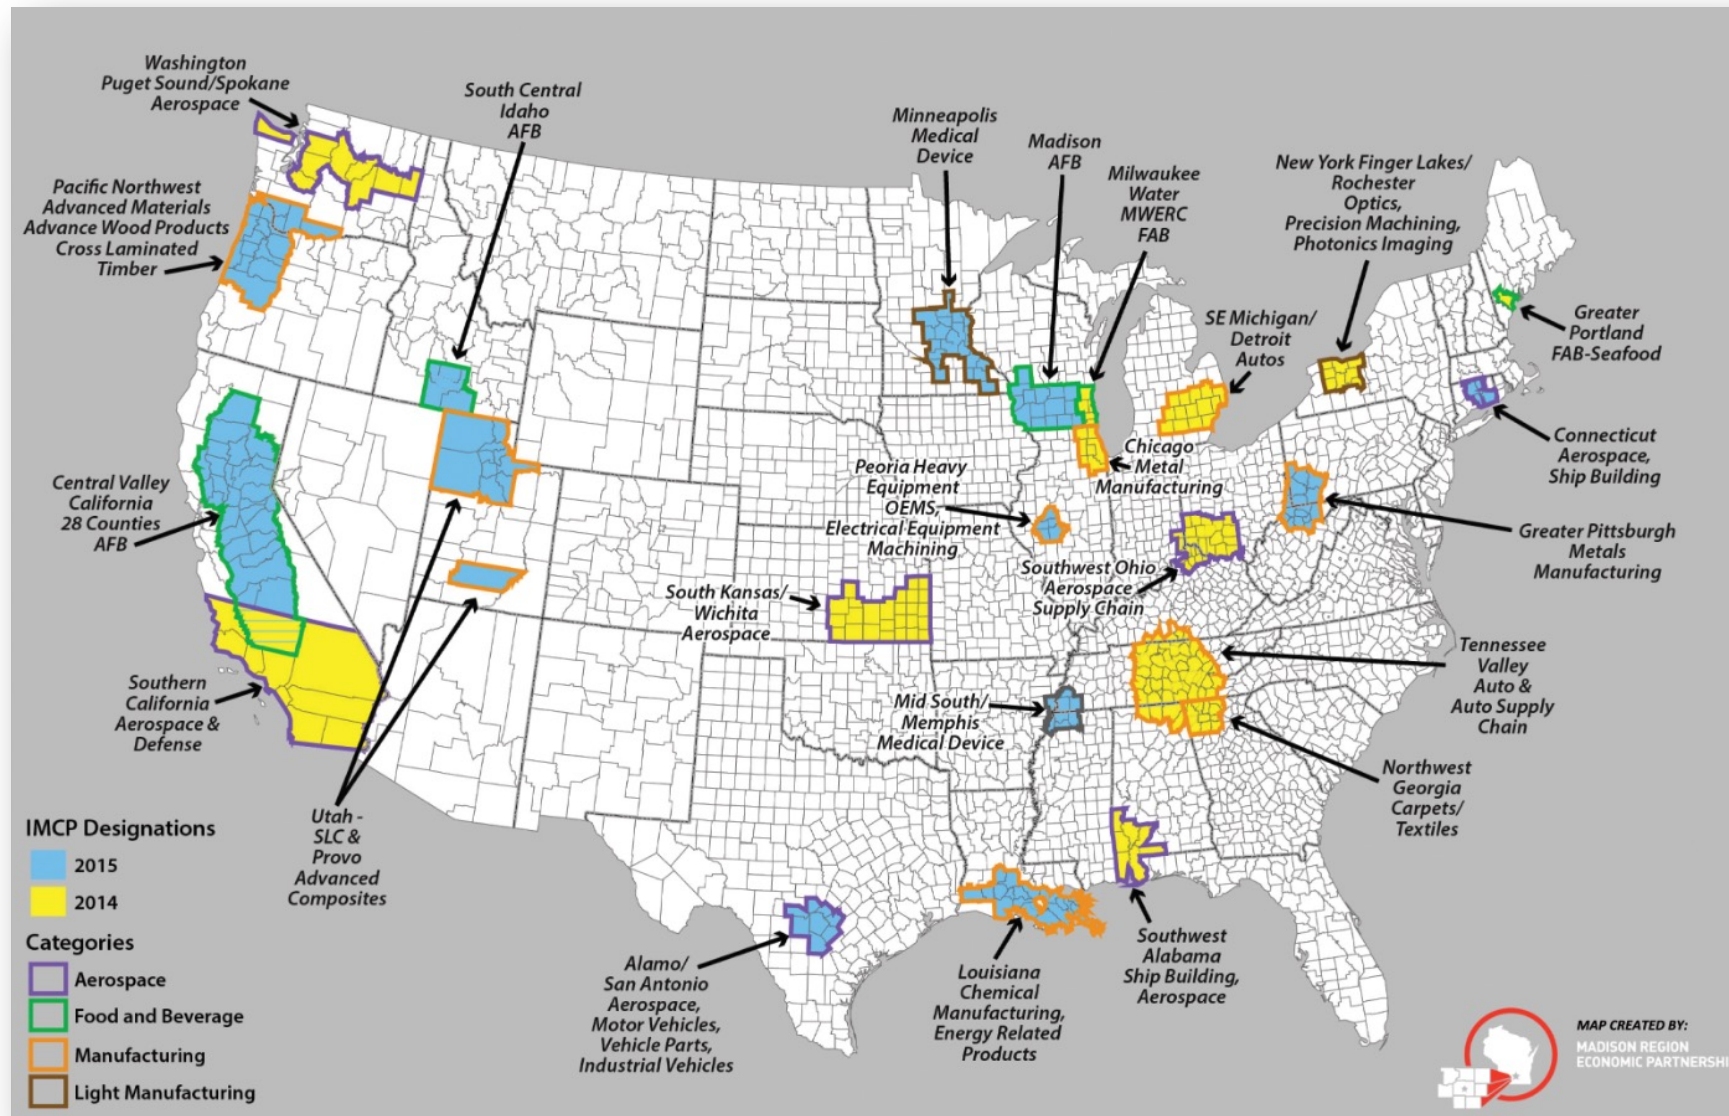 Washington
Puget Sound/Spokane
Aerospace
South Central
Idaho
AFB
Minneapolis
Medical
Device
Madison
AFB
Milwaukee
Water
MWERC
FAB
New York Finger Lakes/
Rochester
Optics,
Precision Machining,
Photonics Imaging
Pacific Northwest
Advanced Materials
Advance Wood Products
Cross Laminated
Timber
SE Michigan/
Detroit
Autos
Greater
Portland
FAB-Seafood
Connecticut
Aerospace,
Ship Building
Chicago
Metal
Manufacturing
Peoria Heavy
Equipment
OEMS,
Electrical Equipment
Machining
Central Valley
California
28 Counties
AFB
Greater Pittsburgh
Metals
Manufacturing
Southwest Ohio
Aerospace
Supply Chain
South Kansas/
Wichita
Aerospace
Tennessee
Valley
Auto &
Auto Supply
Chain
Southern
California
Aerospace &
Defense
Mid South/
Memphis
Medical Device
Northwest
Georgia
Carpets/
Textiles
Utah -
SLC &
Provo
Advanced
Composites
Alamo/
San Antonio
Aerospace,
Motor Vehicles,
Vehicle Parts,
Industrial Vehicles
Louisiana
Chemical
Manufacturing,
Energy Related
Products
Southwest
Alabama
Ship Building,
Aerospace
IMCP Designations
2015
2014
Categories
Aerospace
Food and Beverage
Manufacturing
Light Manufacturing
MAP CREATED BY:
MADISON REGION
ECONOMIC PARTNERSHI